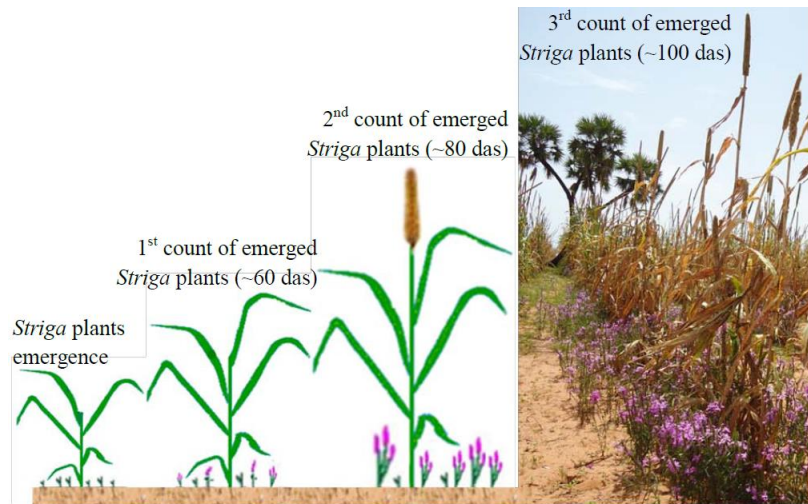 Striga plants
emergence
1st count of emerged
Striga plants (~60 das)
2nd count of emerged
Striga plants (~80 das)
3rd count of emerged
Striga plants (~100 das)